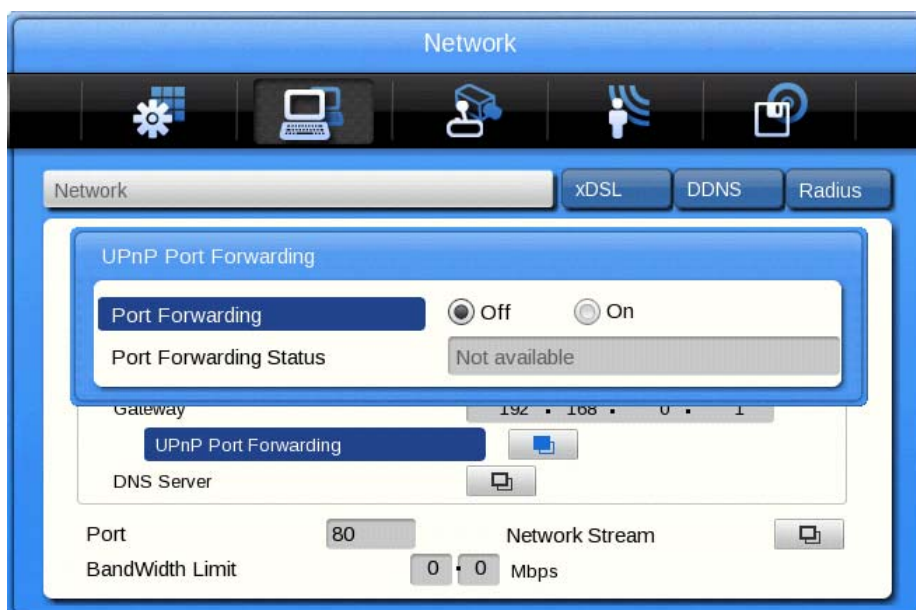 Network
Network xDSL DDNS Radius
UPnP Port Forwarding
Port Forwarding Off On
Port Forwarding Status Not available
Gateway 192 . 168 . 0 . 1
UPnP Port Forwarding
DNS Server
Port 80 Network Stream
BandWidth Limit 0 . 0 Mbps